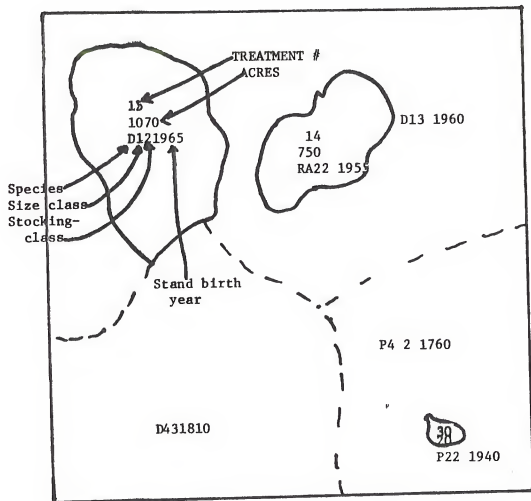 TREATMENT #
ACRES
1070
D121965
Species
Size class
Stocking-
class
Stand birth
year
14
750
RA22 195
D13 1960
P4 2 1760
D431810
P22 1940